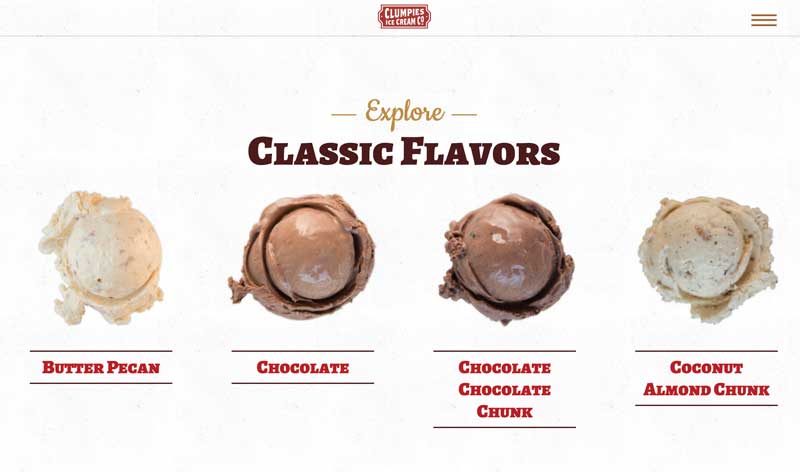 CLUMPIES
ICE CREAM CO
Explore
CLASSIC FLAVORS
BUTTER PECAN
CHOCOLATE
CHOCOLATE
CHOCOLATE
CHUNK
COCONUT
ALMOND CHUNK